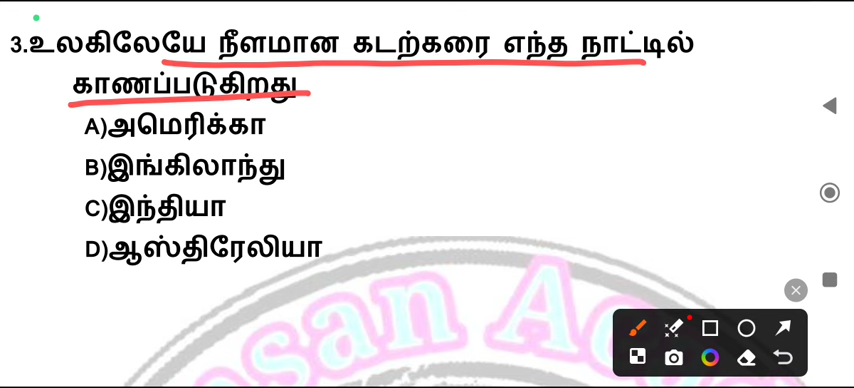 3.உலகிலேயே நீளமான கடற்கரை எந்த நாட்டில்
காணப்படுகிறது
A)அமெரிக்கா
B)இங்கிலாந்து
C)இந்தியா
D)ஆஸ்திரேலியா